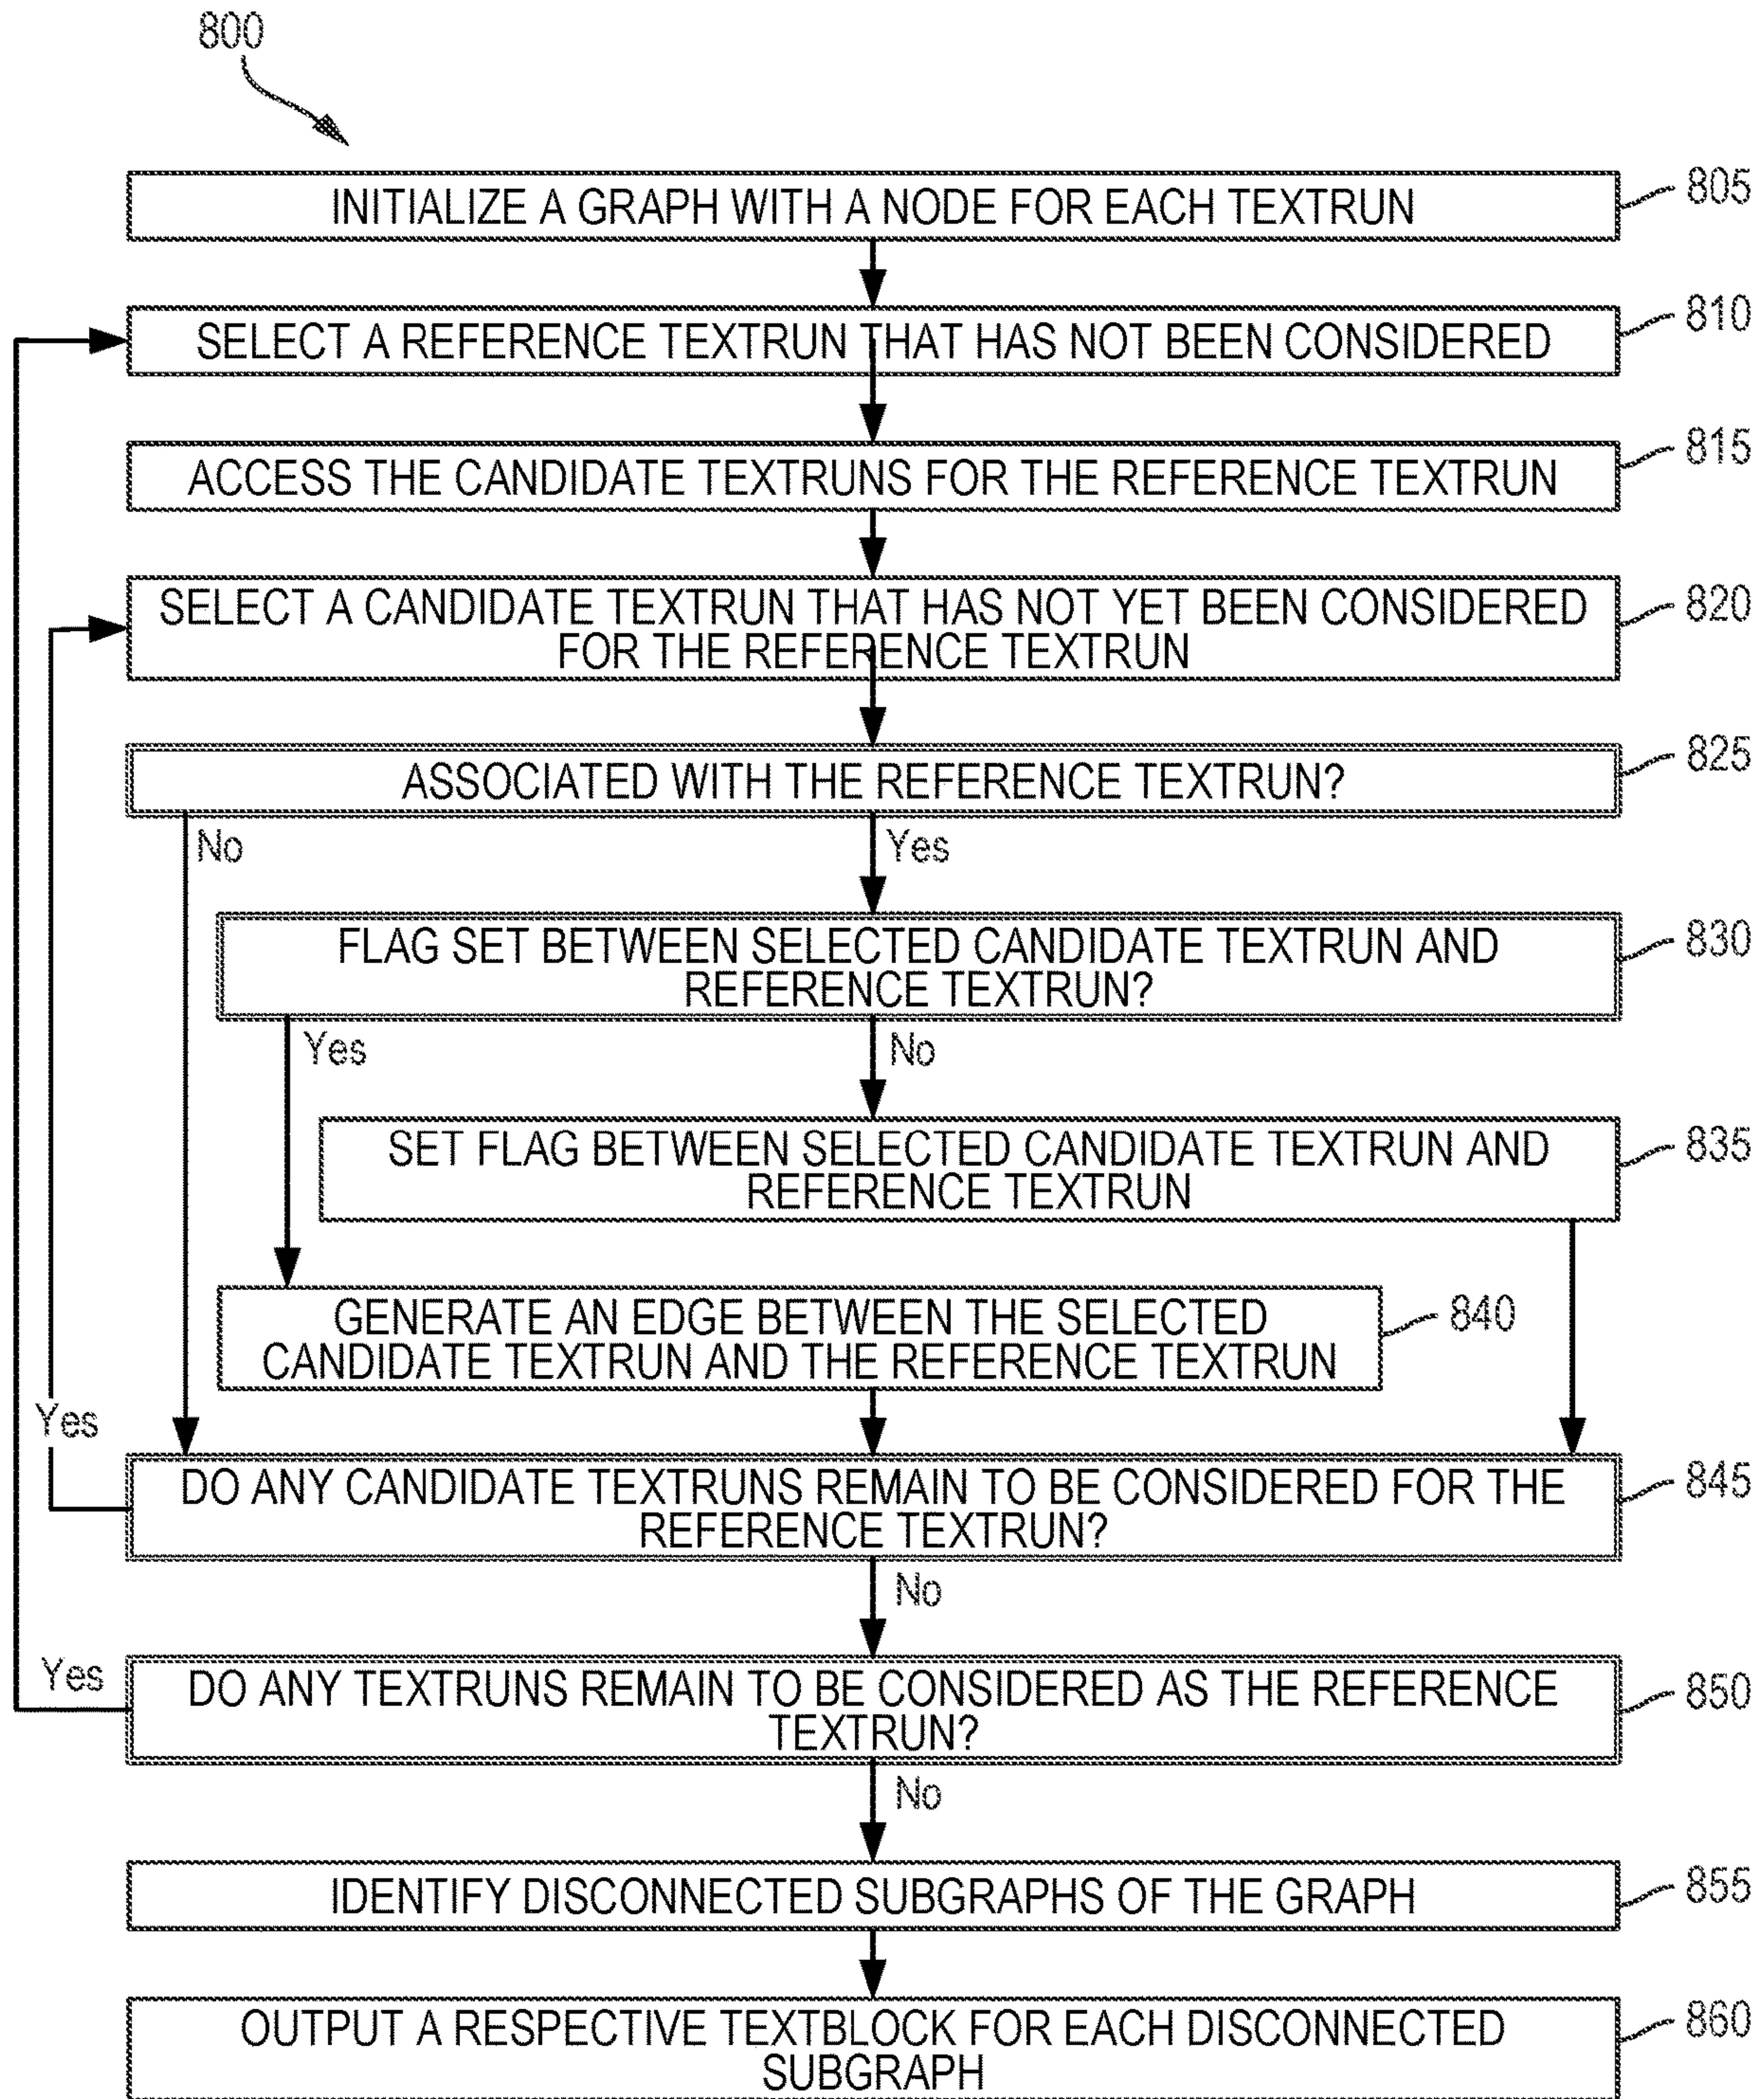 800
INITIALIZE A GRAPH WITH A NODE FOR EACH TEXTRUN
805
SELECT A REFERENCE TEXTRUN THAT HAS NOT BEEN CONSIDERED
810
ACCESS THE CANDIDATE TEXTRUNS FOR THE REFERENCE TEXTRUN
815
SELECT A CANDIDATE TEXTRUN THAT HAS NOT YET BEEN CONSIDERED
FOR THE REFERENCE TEXTRUN
820
ASSOCIATED WITH THE REFERENCE TEXTRUN?
825
No
Yes
FLAG SET BETWEEN SELECTED CANDIDATE TEXTRUN AND
REFERENCE TEXTRUN?
830
Yes
No
SET FLAG BETWEEN SELECTED CANDIDATE TEXTRUN AND
REFERENCE TEXTRUN
835
GENERATE AN EDGE BETWEEN THE SELECTED
CANDIDATE TEXTRUN AND THE REFERENCE TEXTRUN
840
Yes
DO ANY CANDIDATE TEXTRUNS REMAIN TO BE CONSIDERED FOR THE
REFERENCE TEXTRUN?
845
No
Yes
DO ANY TEXTRUNS REMAIN TO BE CONSIDERED AS THE REFERENCE
TEXTRUN?
850
No
IDENTIFY DISCONNECTED SUBGRAPHS OF THE GRAPH
855
OUTPUT A RESPECTIVE TEXTBLOCK FOR EACH DISCONNECTED
SUBGRAPH
860